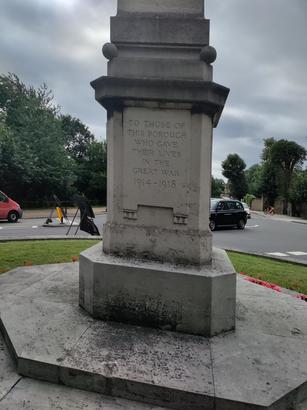 TO THOSE OF
THIS BOROUGH
WHO GAVE
THEIR LIVES
IN THE
GREAT WAR
1914-1918